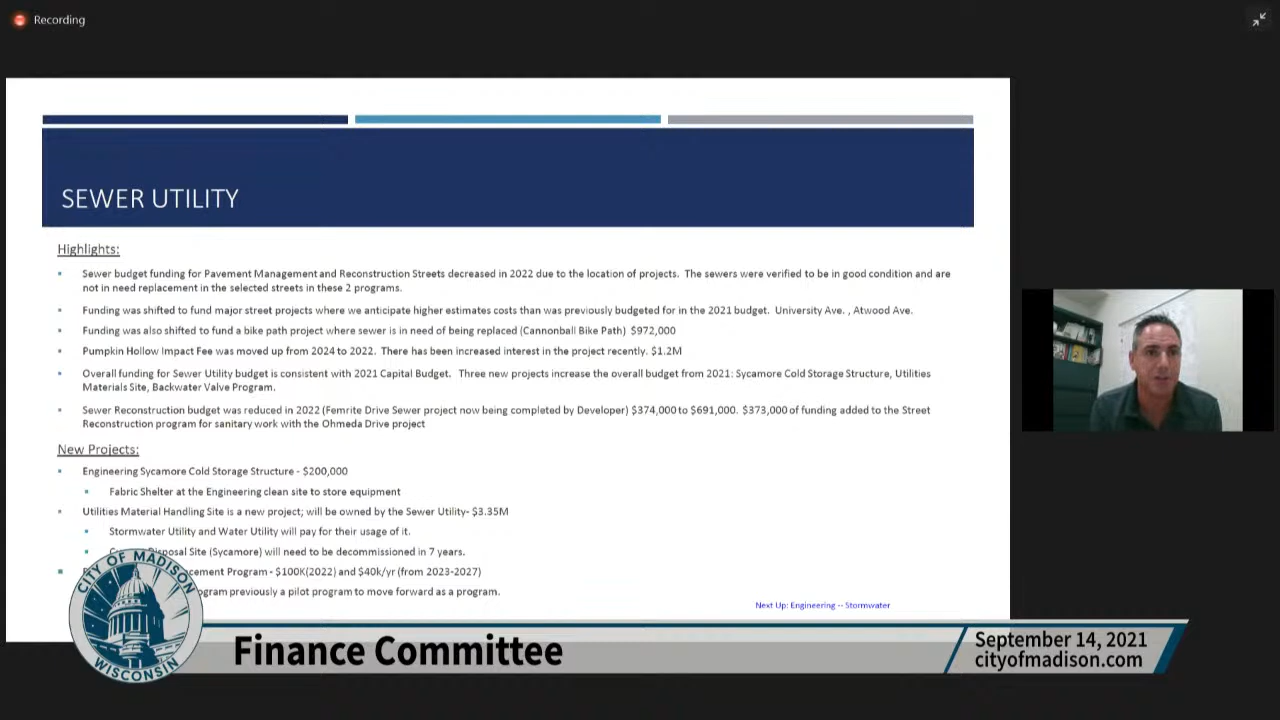 Recording
SEWER UTILITY
Highlights:
Sewer budget funding for Pavement Management and Reconstruction Streets decreased in 2022 due to the location of projects. The sewers were verified to be in good condition and are
not in need replacement in the selected streets in these 2 programs.
Funding was shifted to fund major street projects where we anticipate higher estimates costs than was previously budgeted for in the 2021 budget. University Ave. , Atwood Ave.
Funding was also shifted to fund a bike path project where sewer is in need of being replaced (Cannonball Bike Path) $972,000
Pumpkin Hollow Impact Fee was moved up from 2024 to 2022. There has been increased interest in the project recently. $1.2M
Overall funding for Sewer Utility budget is consistent with 2021 Capital Budget. Three new projects increase the overall budget from 2021: Sycamore Cold Storage Structure, Utilities
Materials Site, Backwater Valve Program.
Sewer Reconstruction budget was reduced in 2022 (Femrite Drive Sewer project now being completed by Developer) $374,000 to $691,000. $373,000 of funding added to the Street
Reconstruction program for sanitary work with the Ohmeda Drive project
New Projects:
Engineering Sycamore Cold Storage Structure - $200,000
Fabric Shelter at the Engineering clean site to store equipment
Utilities Material Handling Site is a new project; will be owned by the Sewer Utility- $3.35M
Stormwater Utility and Water Utility will pay for their usage of it.
Disposal Site (Sycamore) will need to be decommissioned in 7 years.
Program - $100K(2022) and $40k/yr (from 2023-2027)
previously a pilot program to move forward as a program.
Next Up: Engineering -- Stormwater
CITY OF MADISON
WISCONSIN
Finance Committee
September 14, 2021
cityofmadison.com